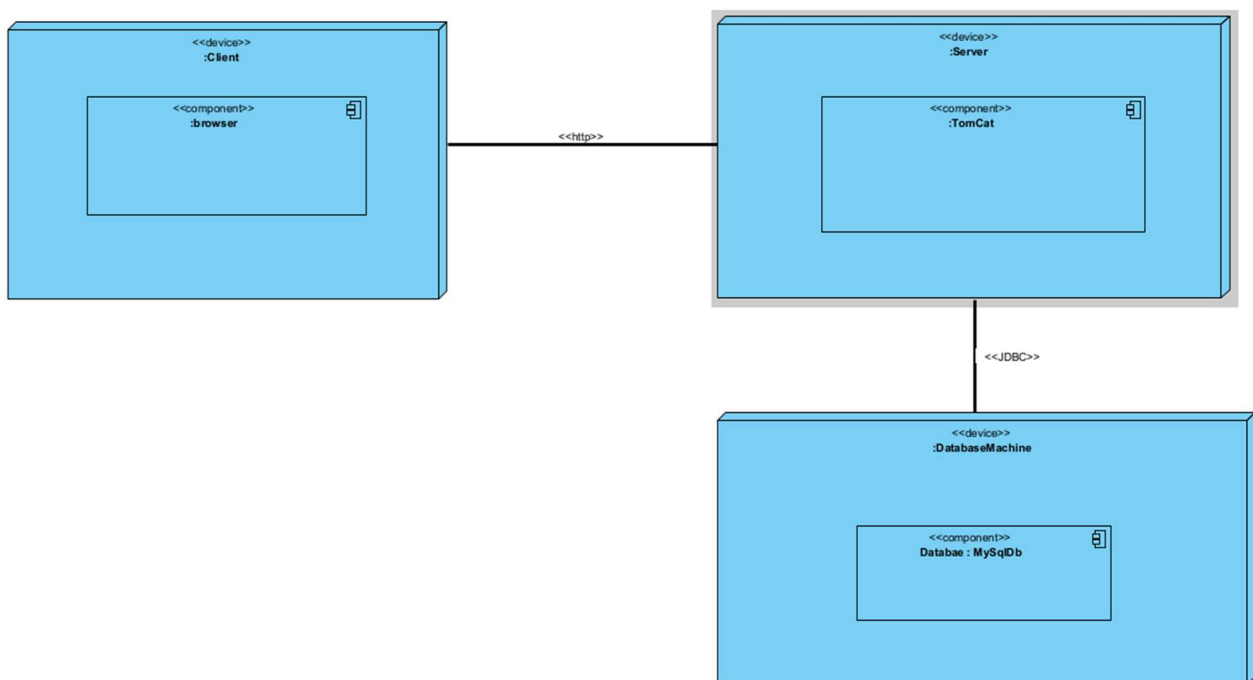 <<device>>
:Client
<<component>>
:browser
<<http>>
<<device>>
:Server
<<component>>
:TomCat
<<JDBC>>
<<device>>
:DatabaseMachine
<<component>>
Databae : MySqlDb